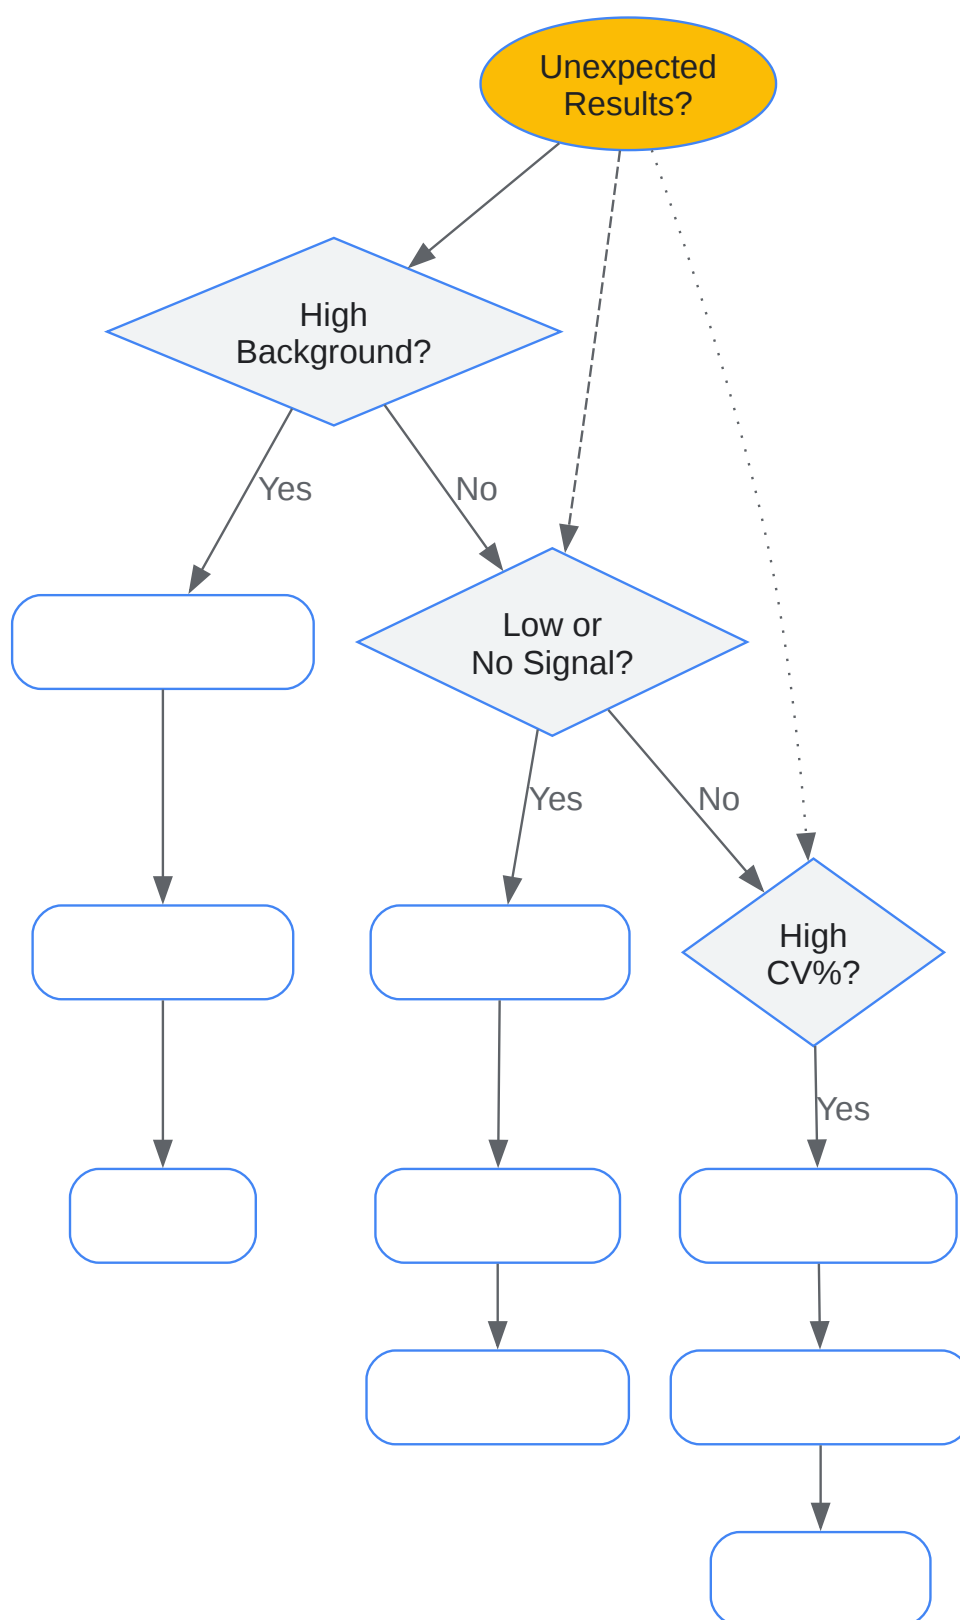 Unexpected
Results?
High
Background?
Yes
No
Low or
No Signal?
Yes
No
High
CV%?
Yes